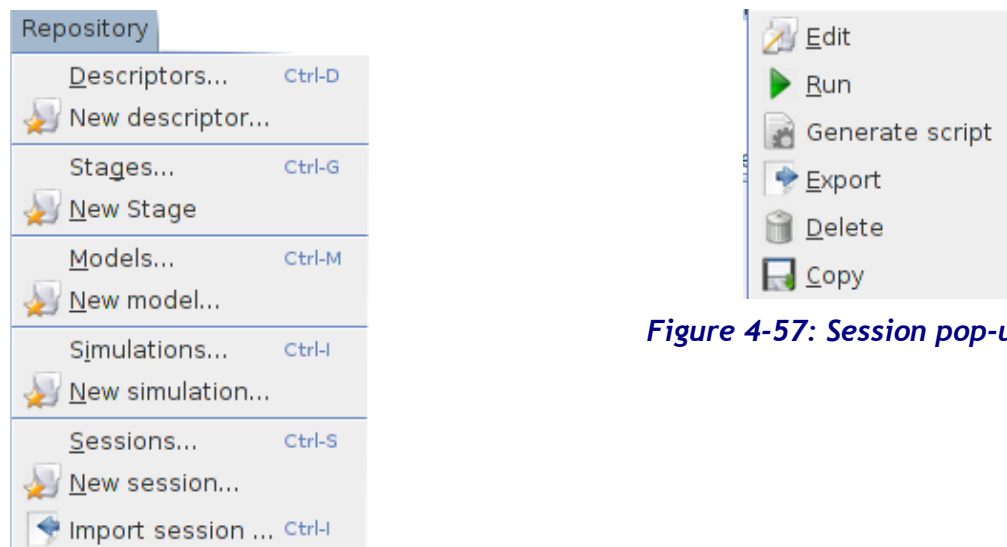 Repository
Descriptors... Ctrl-D
New descriptor...
Stages... Ctrl-G
New Stage
Models... Ctrl-M
New model...
Simulations... Ctrl-I
New simulation...
Sessions... Ctrl-S
New session...
Import session ... Ctrl-I
Edit
Run
Generate script
Export
Delete
Copy
Figure 4-57: Session pop-u